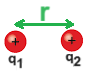 r
+ +
q₁ q₂